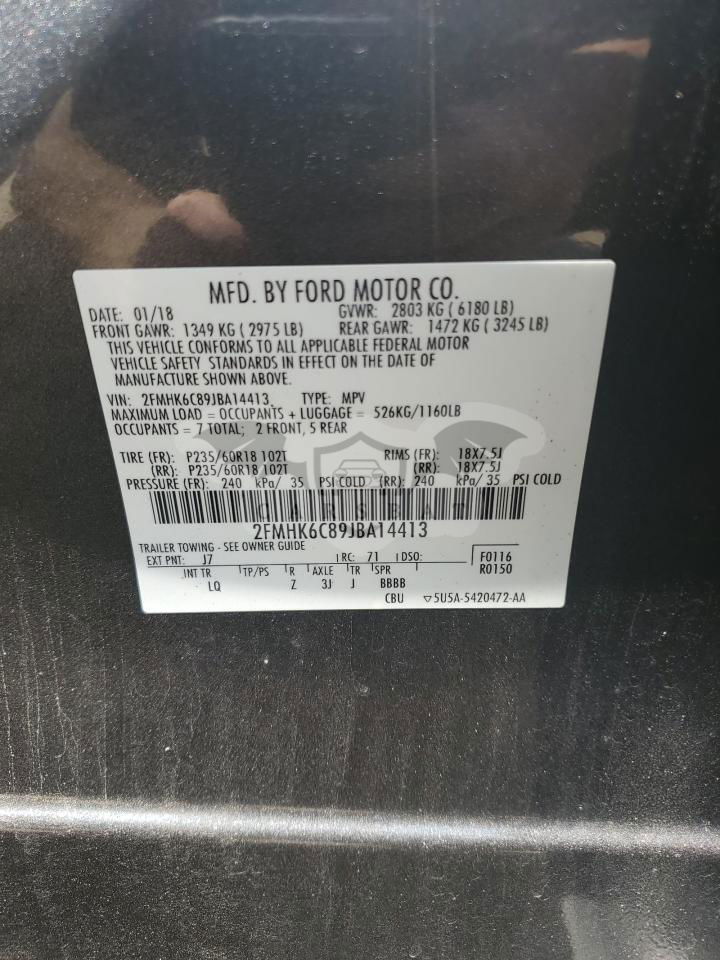 MFD. BY FORD MOTOR CO.
DATE: 01/18 GVWR: 2803 KG ( 6180 LB)
FRONT GAWR: 1349 KG ( 2975 LB) REAR GAWR: 1472 KG ( 3245 LB)
THIS VEHICLE CONFORMS TO ALL APPLICABLE FEDERAL MOTOR
VEHICLE SAFETY STANDARDS IN EFFECT ON THE DATE OF
MANUFACTURE SHOWN ABOVE.
VIN: 2FMHK6C89JBA14413 TYPE: MPV
MAXIMUM LOAD = OCCUPANTS + LUGGAGE = 526KG/1160LB
OCCUPANTS = 7 TOTAL; 2 FRONT, 5 REAR
TIRE (FR): P235/60R18 102T RIMS (FR): 18X7.5J
(RR): P235/60R18 102T (RR): 18X7.5J
PRESSURE (FR): 240 kPa/ 35 PSI COLD (RR): 240 kPa/ 35 PSI COLD
CARSBAT
2FMHK6C89JBA14413
TRAILER TOWING - SEE OWNER GUIDE
EXT PNT: J7 RC: 71 DSO: F0116
INT TR TP/PS R AXLE TR SPR R0150
LQ Z 3J J BBBB
CBU ▽5U5A-5420472-AA